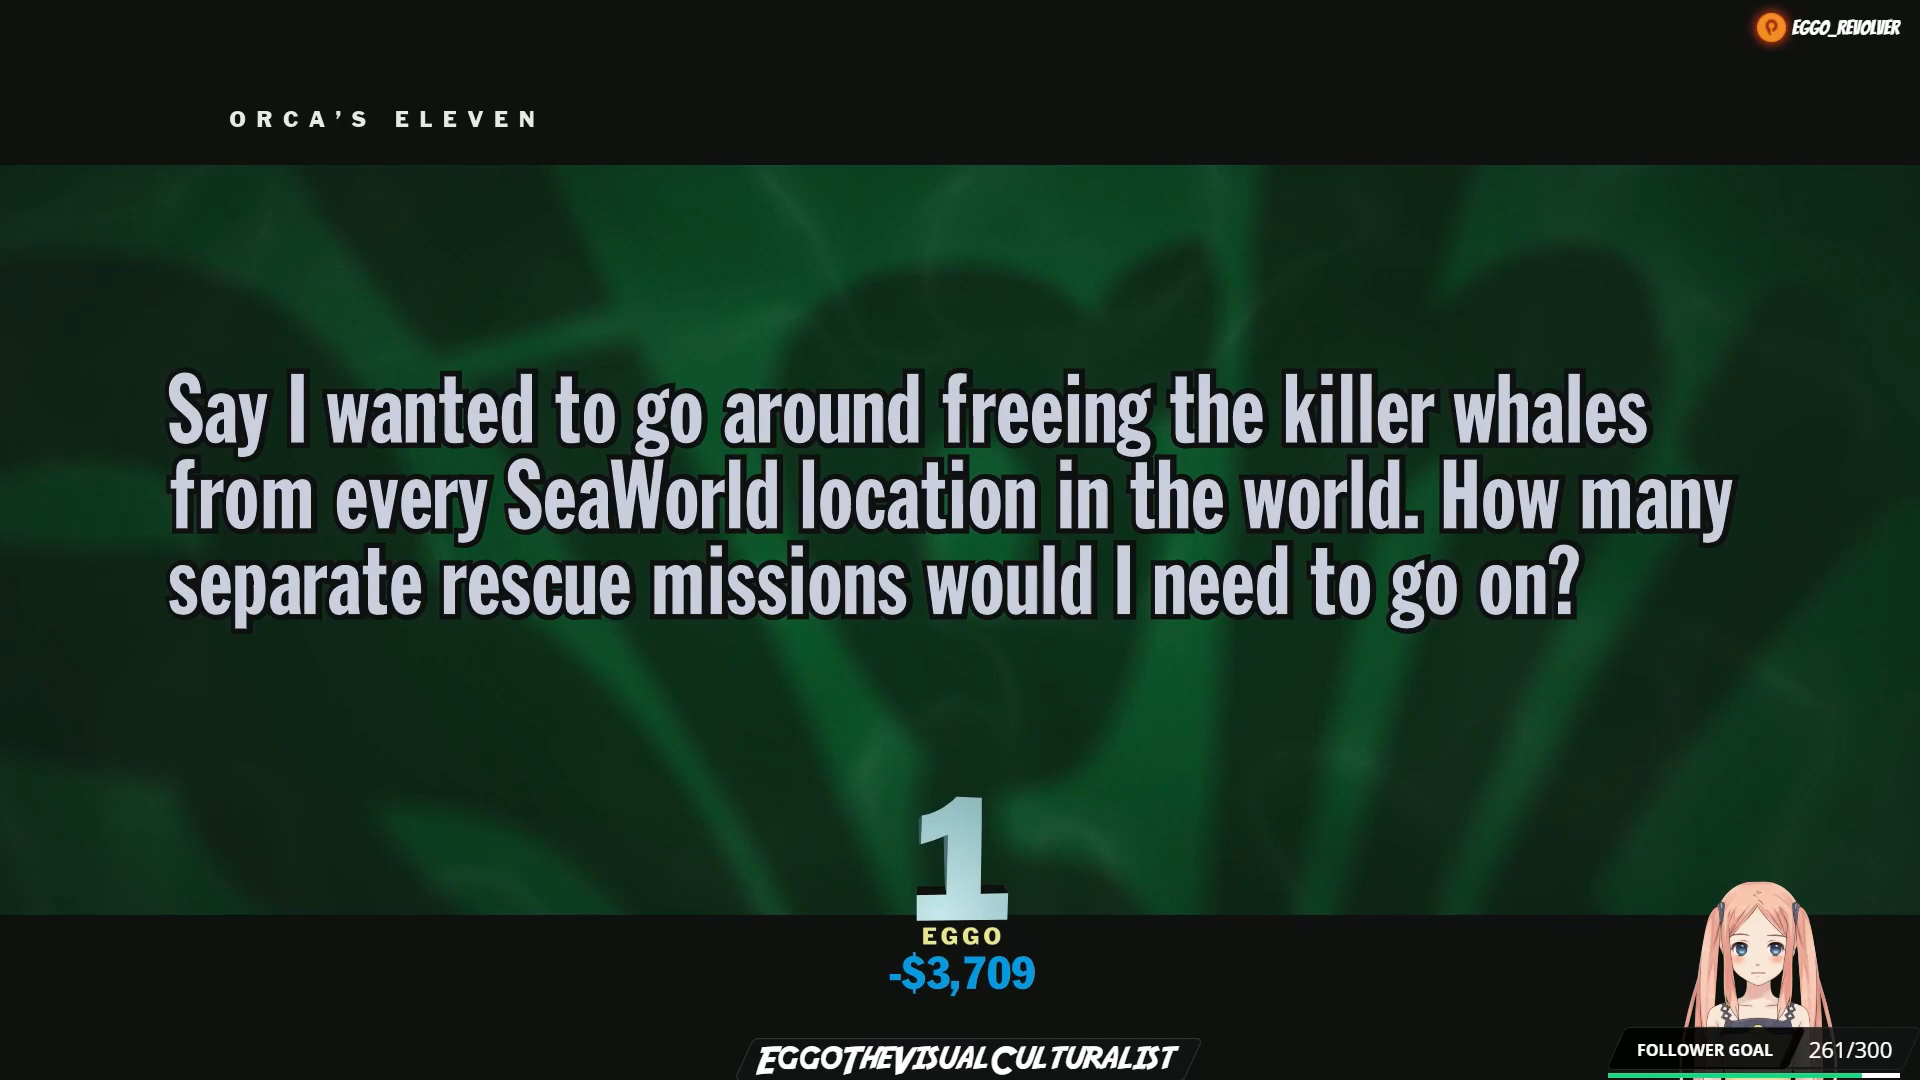 EGGO_REVOLVER
ORCA'S ELEVEN
Say I wanted to go around freeing the killer whales
from every SeaWorld location in the world. How many
separate rescue missions would I need to go on?
1
EGGO
-$3,709
EGGOTHEVISUALCULTURALIST
FOLLOWER GOAL 261/300